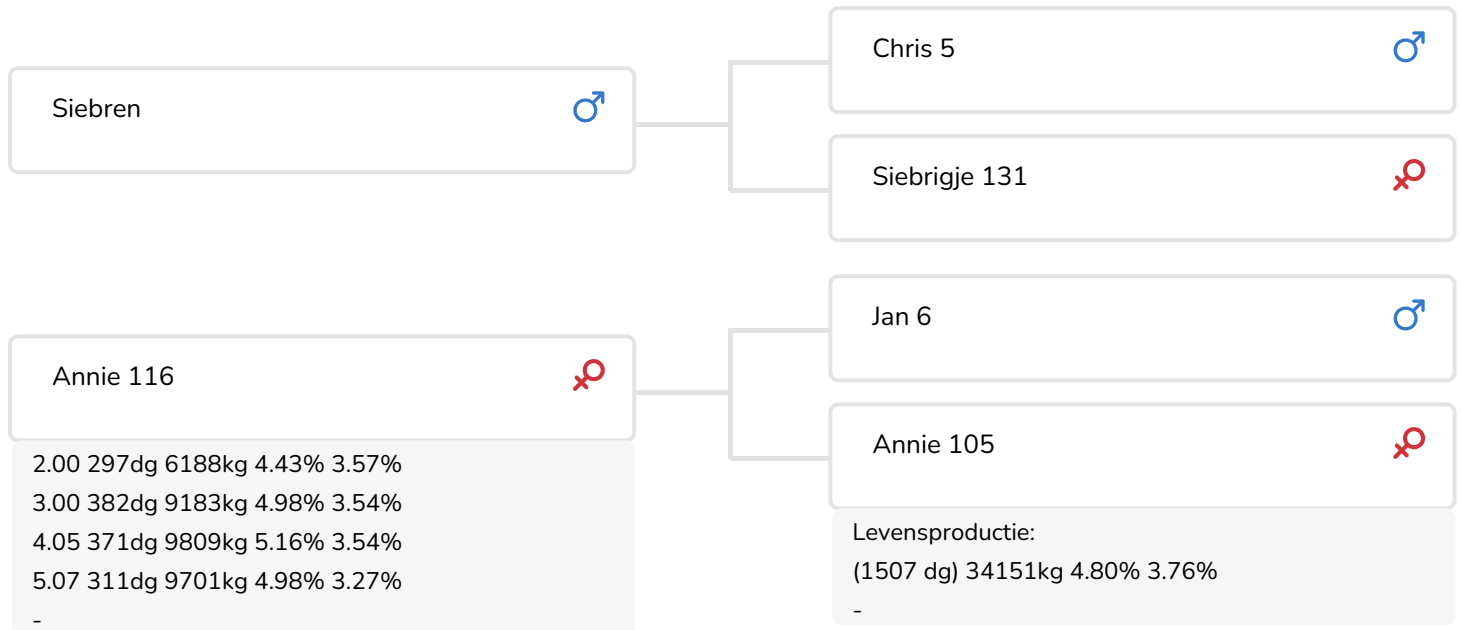 Siebren
Chris 5
Siebrigje 131
Annie 116
2.00 297dg 6188kg 4.43% 3.57%
3.00 382dg 9183kg 4.98% 3.54%
4.05 371dg 9809kg 5.16% 3.54%
5.07 311dg 9701kg 4.98% 3.27%
-
Jan 6
Annie 105
Levensproductie:
(1507 dg) 34151kg 4.80% 3.76%
-